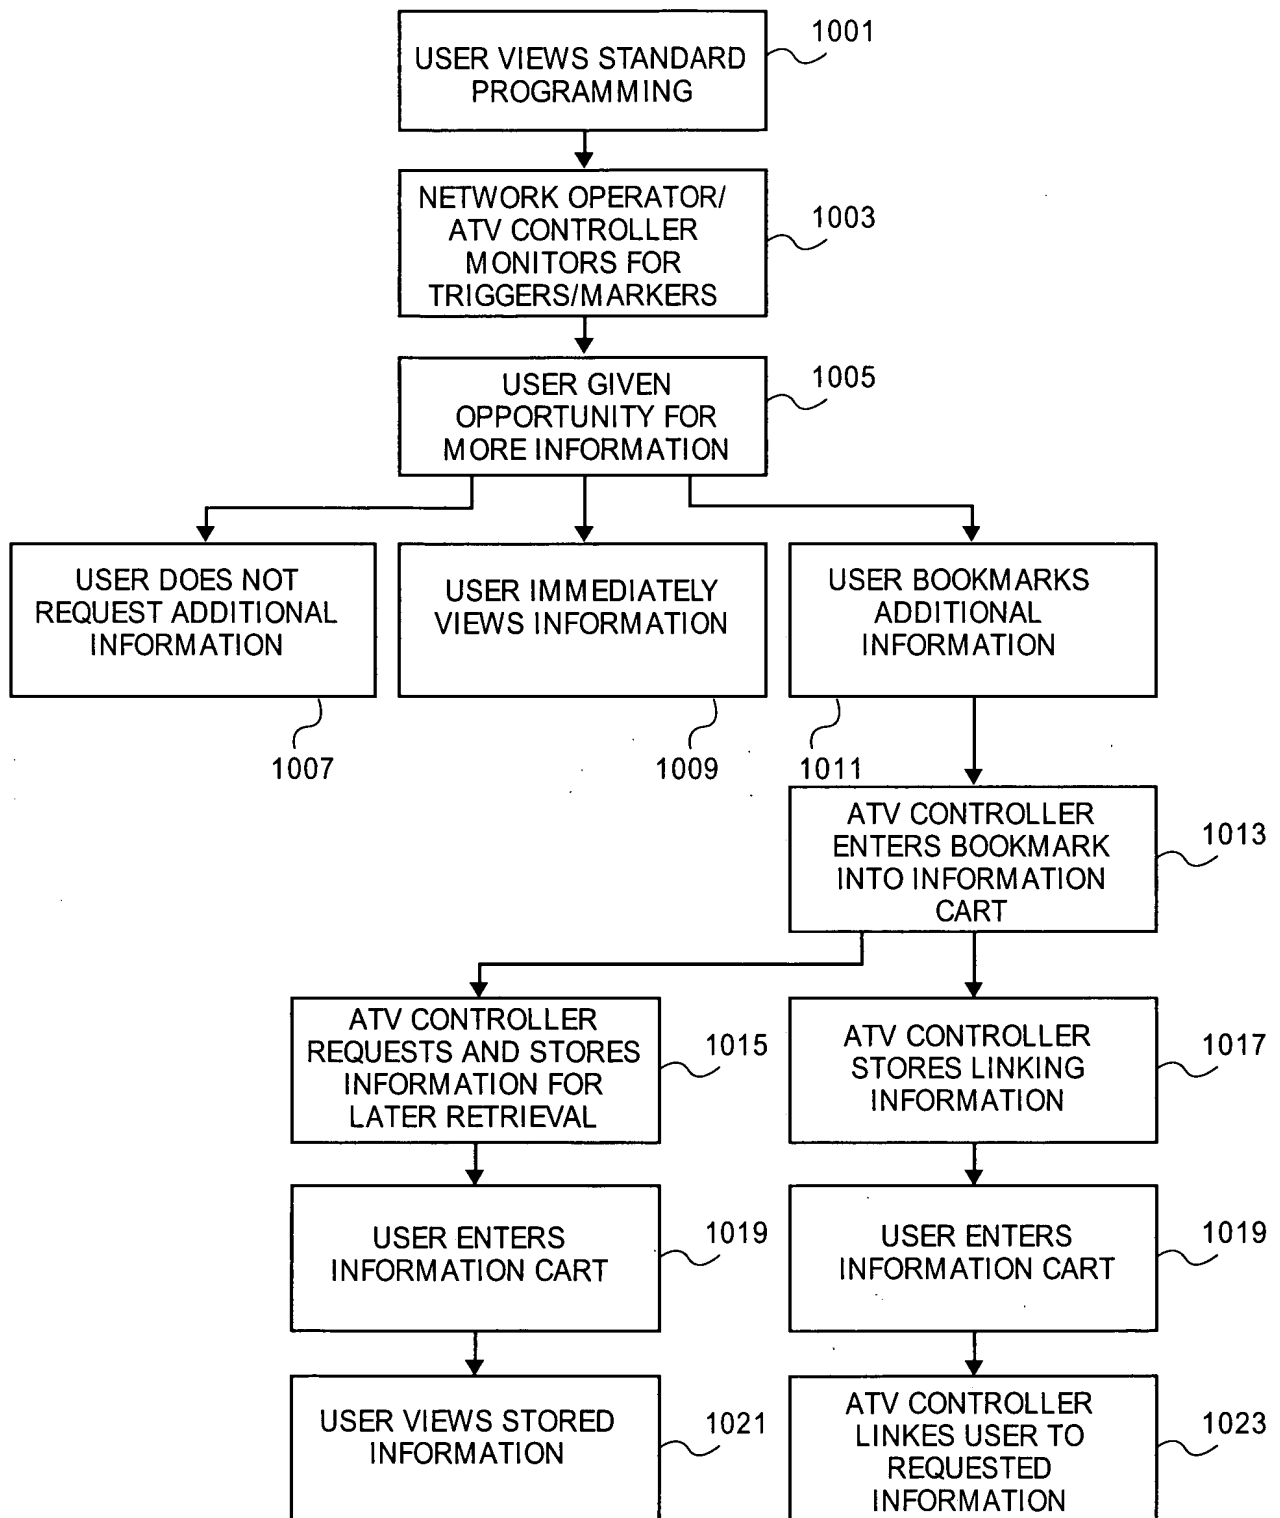 USER VIEWS STANDARD
PROGRAMMING
1001
NETWORK OPERATOR/
ATV CONTROLLER
MONITORS FOR
TRIGGERS/MARKERS
1003
USER GIVEN
OPPORTUNITY FOR
MORE INFORMATION
1005
USER DOES NOT
REQUEST ADDITIONAL
INFORMATION
1007
USER IMMEDIATELY
VIEWS INFORMATION
1009
USER BOOKMARKS
ADDITIONAL
INFORMATION
1011
ATV CONTROLLER
ENTERS BOOKMARK
INTO INFORMATION
CART
1013
ATV CONTROLLER
REQUESTS AND STORES
INFORMATION FOR
LATER RETRIEVAL
1015
ATV CONTROLLER
STORES LINKING
INFORMATION
1017
USER ENTERS
INFORMATION CART
1019
USER ENTERS
INFORMATION CART
1019
USER VIEWS STORED
INFORMATION
1021
ATV CONTROLLER
LINKES USER TO
REQUESTED
INFORMATION
1023